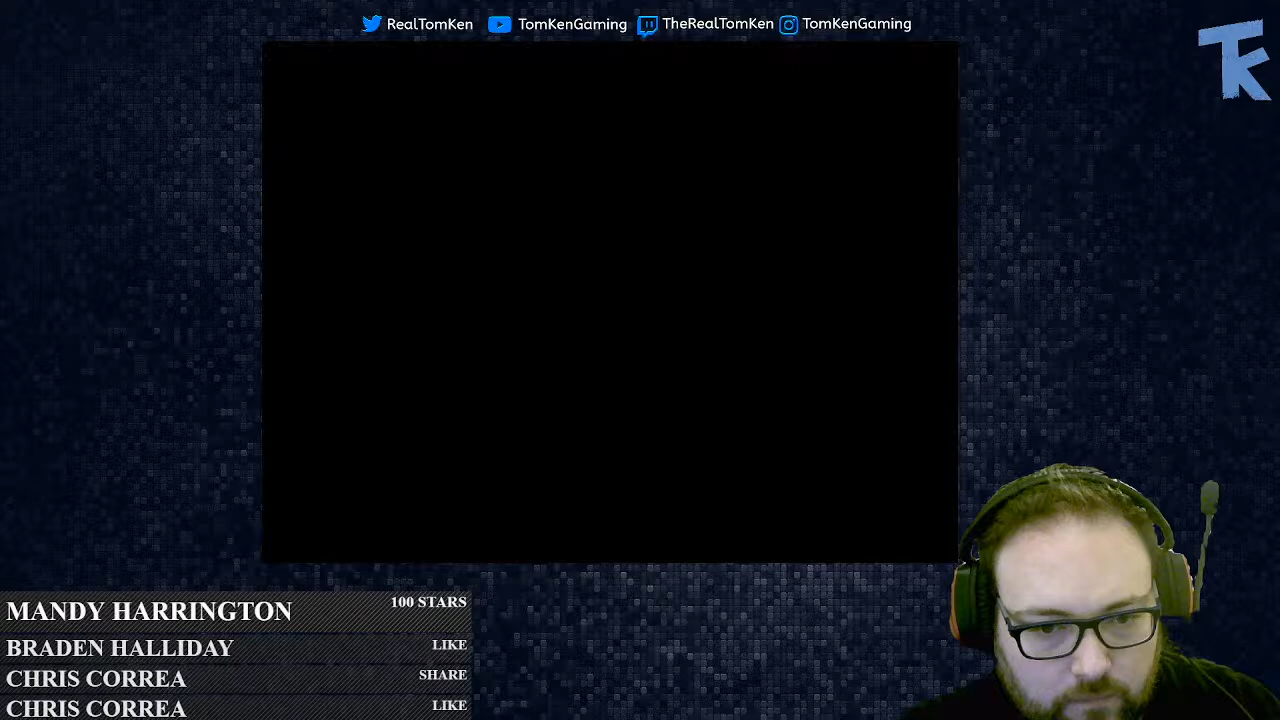 RealTomKen TomKenGaming TheRealTomKen TomKenGaming
TK
MANDY HARRINGTON 100 STARS
BRADEN HALLIDAY LIKE
CHRIS CORREA SHARE
CHRIS CORREA LIKE